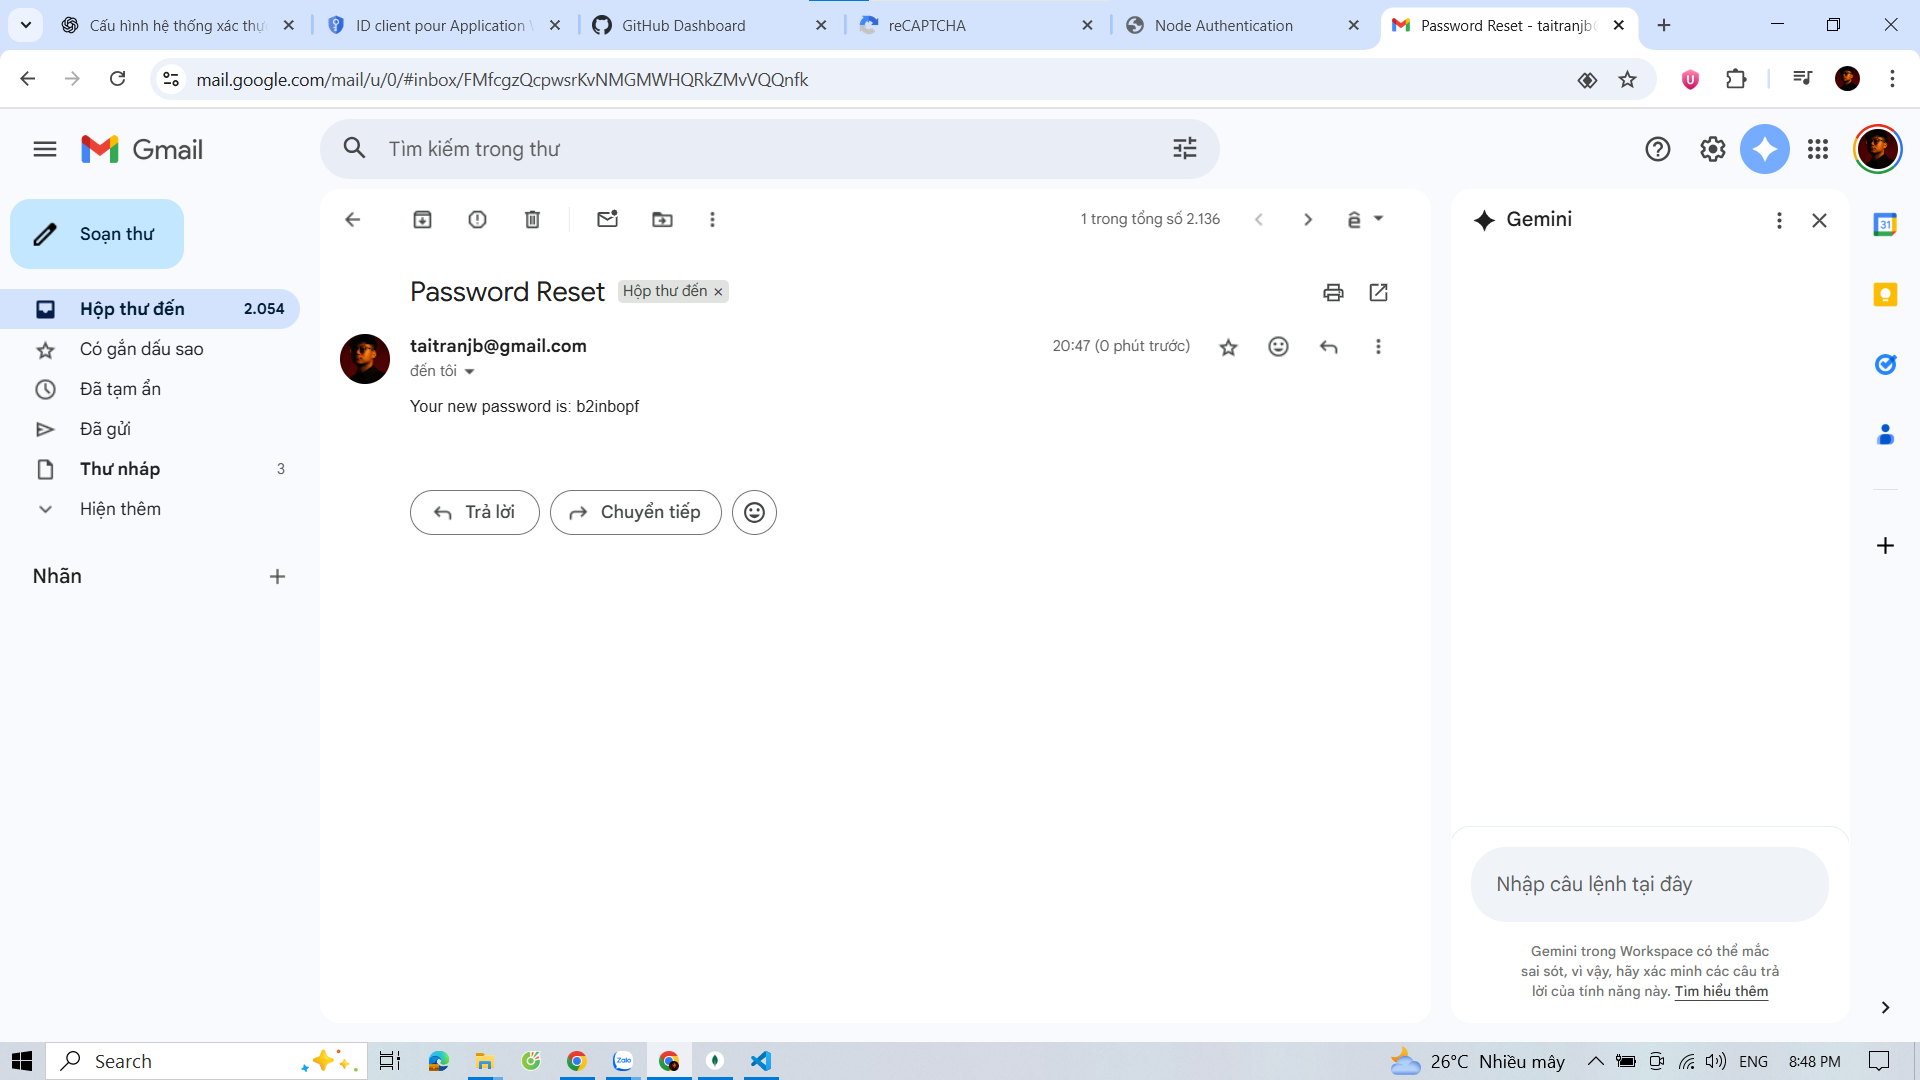 Cấu hình hệ thống xác thực
ID client pour Application
GitHub Dashboard
reCAPTCHA
Node Authentication
Password Reset - taitranjb
mail.google.com/mail/u/0/#inbox/FMfcgzQcpwsrKvNMGMWHQRkZMvVQQnfk
Gmail
Tìm kiếm trong thư
Soạn thư
1 trong tổng số 2.136
Gemini
31
Password Reset
Hộp thư đến ×
Hộp thư đến 2.054
Có gắn dấu sao
Đã tạm ẩn
Đã gửi
Thư nháp 3
Hiện thêm
Nhãn
taitranjb@gmail.com
20:47 (0 phút trước)
đến tôi
Your new password is: b2inbopf
Trả lời
Chuyển tiếp
Nhập câu lệnh tại đây
Gemini trong Workspace có thể mắc
sai sót, vì vậy, hãy xác minh các câu trả
lời của tính năng này. Tìm hiểu thêm
Search
Zalo
26°C Nhiều mây
ENG
8:48 PM